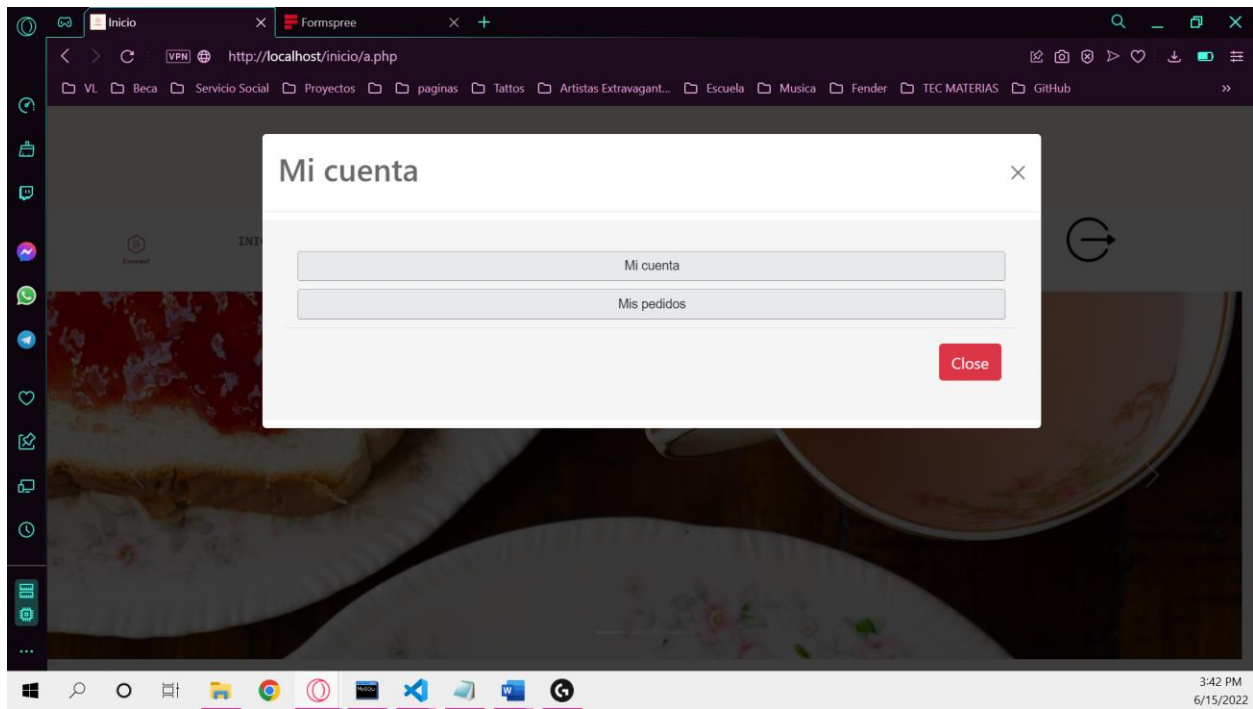 Inicio
Formspree
VPN
http://localhost/inicio/a.php
VL
Beca
Servicio Social
Proyectos
paginas
Tattos
Artistas Extravagant...
Escuela
Musica
Fender
TEC MATERIAS
GitHub
Mi cuenta
INI
Mi cuenta
Mis pedidos
Close
3:42 PM
6/15/2022